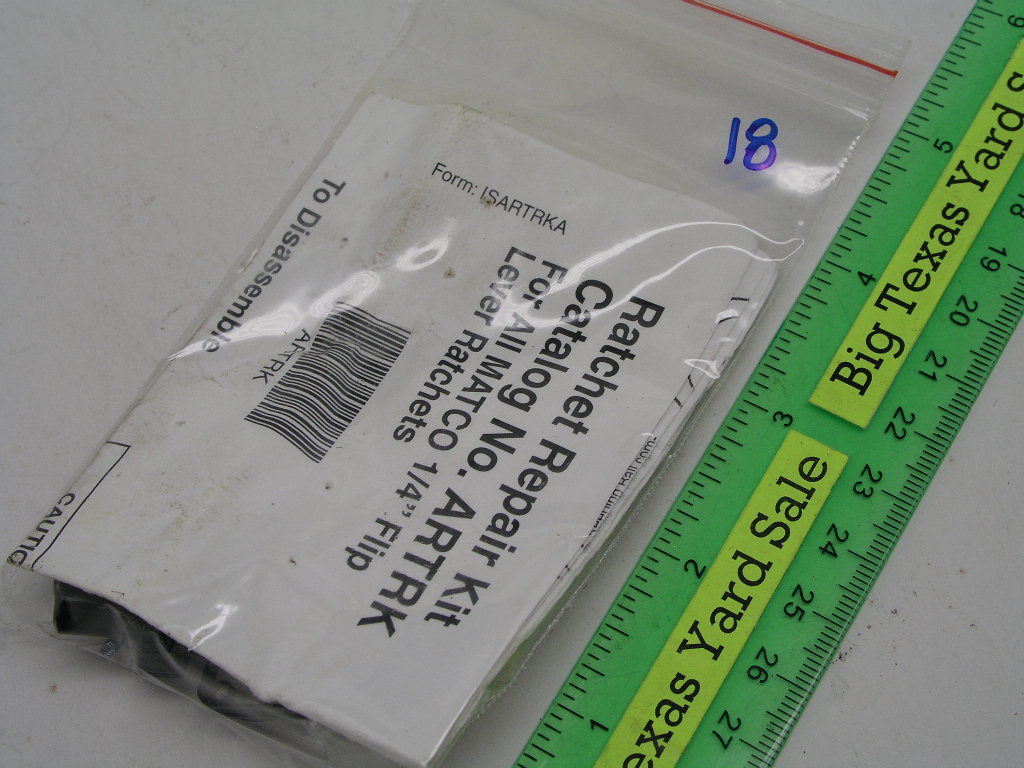 18
Form: ISARTRKA
Ratchet Repair Kit
Catalog No. ARTRK
For All MATCO 1/4" Flip
Lever Ratchets
ARTRK
To Disassemble
CAUTIO
Big Texas Yard S
exas Yard Sale
1
2
3
4
5
6
18
19
20
21
22
23
24
25
26
27